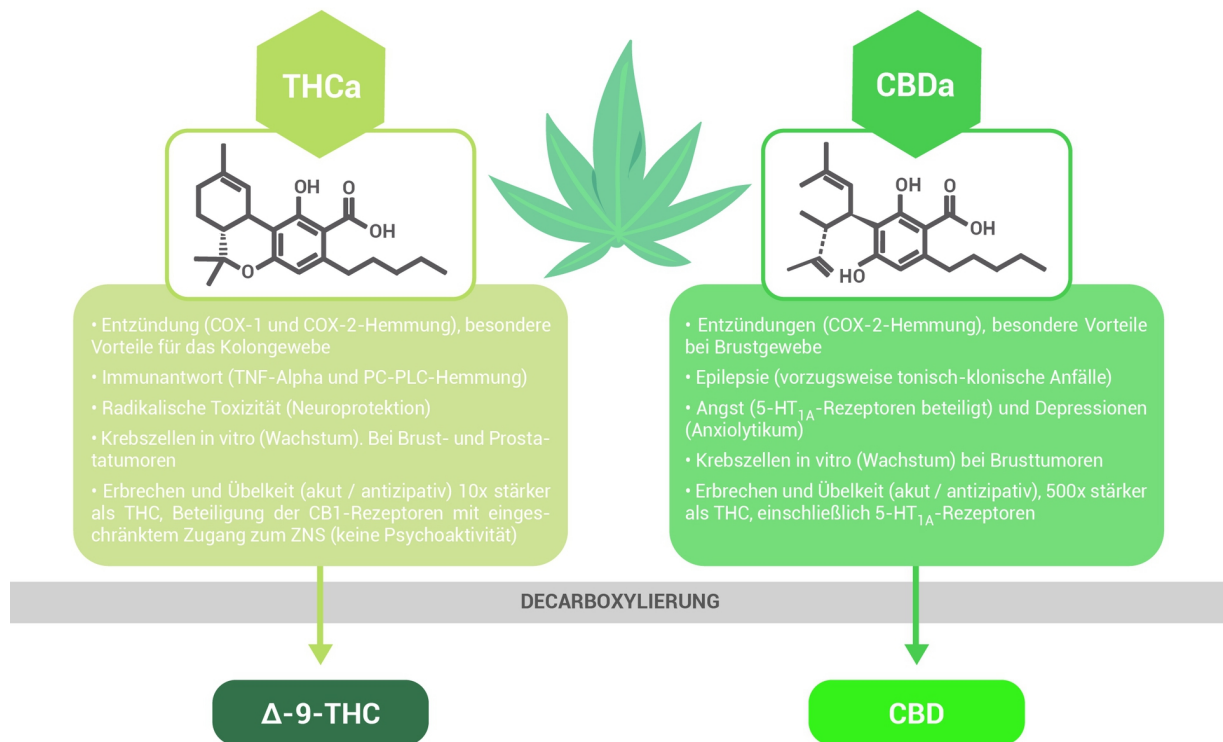 THCa
OH
O
OH
O
• Entzündung (COX-1 und COX-2-Hemmung), besondere
Vorteile für das Kolongewebe
• Immunantwort (TNF-Alpha und PC-PLC-Hemmung)
• Radikalische Toxizität (Neuroprotektion)
• Krebszellen in vitro (Wachstum). Bei Brust- und Prosta-
tatumoren
• Erbrechen und Übelkeit (akut / antizipativ) 10x stärker
als THC, Beteiligung der CB1-Rezeptoren mit einges-
chränktem Zugang zum ZNS (keine Psychoaktivität)
CBDa
OH
O
OH
HO
• Entzündungen (COX-2-Hemmung), besondere Vorteile
bei Brustgewebe
• Epilepsie (vorzugsweise tonisch-klonische Anfälle)
• Angst (5-HT1A-Rezeptoren beteiligt) und Depressionen
(Anxiolytikum)
• Krebszellen in vitro (Wachstum) bei Brusttumoren
• Erbrechen und Übelkeit (akut / antizipativ), 500x stärker
als THC, einschließlich 5-HT1A-Rezeptoren
DECARBOXYLIERUNG
Δ-9-THC
CBD